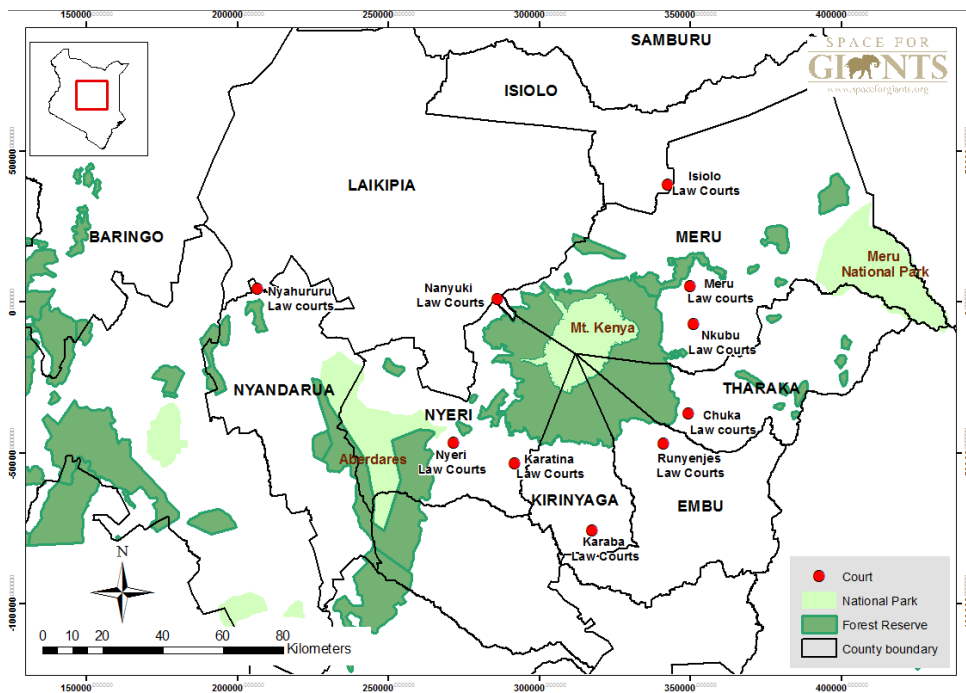 150000 200000 250000 300000 350000 400000
SAMBURU
SPACE FOR
GIANTS
www.spaceforgiants.org
ISIOLO
50000
LAIKIPIA
Isiolo
Law Courts
BARINGO
MERU
Meru
National Park
Nyahururu
Law courts
Nanyuki
Law Courts
Meru
Law courts
Mt. Kenya
Nkubu
Law Courts
NYANDARUA
THARAKA
NYERI
Chuka
Law courts
Aberdares
Nyeri
Law Courts
Karatina
Law Courts
Runyenjes
Law Courts
-50000
KIRINYAGA
EMBU
Karaba
Law Courts
N
-100000
Court
National Park
Forest Reserve
County boundary
0 10 20 40 60 80
Kilometers
150000 200000 250000 300000 350000 400000